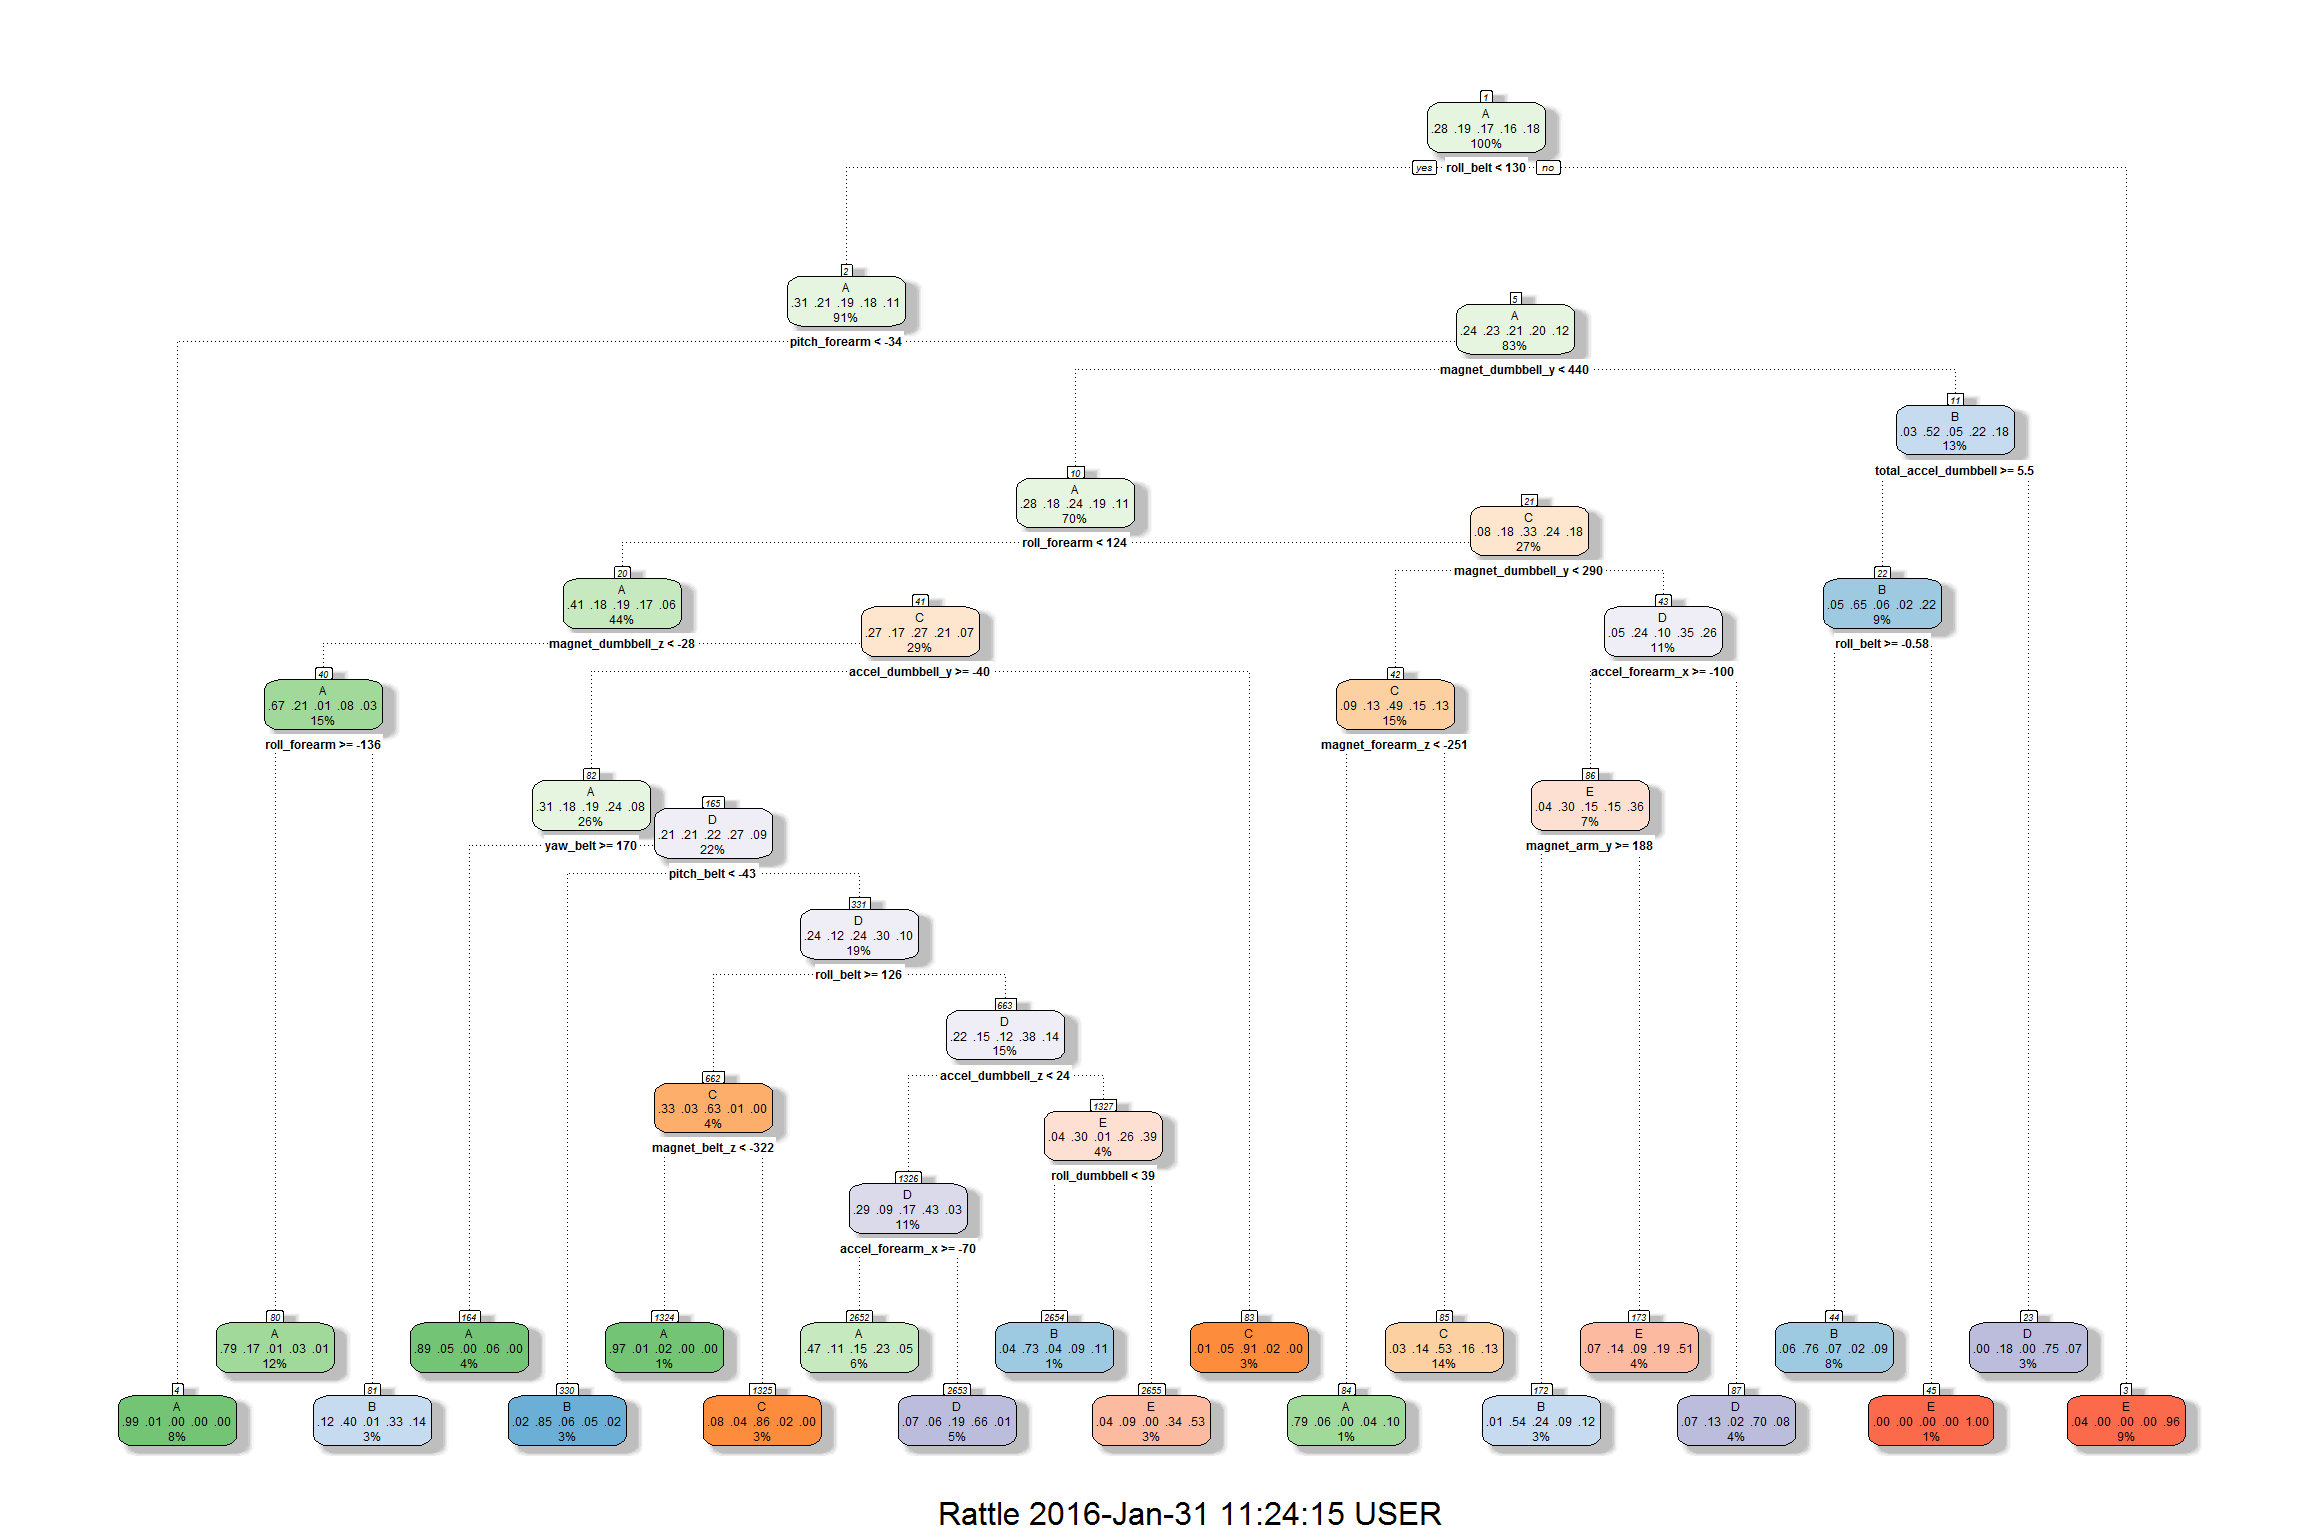 1
A
.28 .19 .17 .16 .18
100%
yes roll_belt < 130 no
2
A
.31 .21 .19 .18 .11
91%
pitch_forearm < -34
5
A
.24 .23 .21 .20 .12
83%
magnet_dumbbell_y < 440
11
B
.03 .52 .05 .22 .18
13%
total_accel_dumbbell >= 5.5
10
A
.28 .18 .24 .19 .11
70%
roll_forearm < 124
21
C
.08 .18 .33 .24 .18
27%
magnet_dumbbell_y < 290
20
A
.41 .18 .19 .17 .06
44%
magnet_dumbbell_z < -28
41
C
.27 .17 .27 .21 .07
29%
accel_dumbbell_y >= -40
43
D
.05 .24 .10 .35 .26
11%
accel_forearm_x >= -100
22
B
.05 .65 .06 .02 .22
9%
roll_belt >= -0.58
40
A
.67 .21 .01 .08 .03
15%
roll_forearm >= -136
42
C
.09 .13 .49 .15 .13
15%
magnet_forearm_z < -251
82
A
.31 .18 .19 .24 .08
26%
yaw_belt >= 170
165
D
.21 .21 .22 .27 .09
22%
pitch_belt < -43
86
E
.04 .30 .15 .15 .36
7%
magnet_arm_y >= 188
331
D
.24 .12 .24 .30 .10
19%
roll_belt >= 126
663
D
.22 .15 .12 .38 .14
15%
accel_dumbbell_z < 24
662
C
.33 .03 .63 .01 .00
4%
magnet_belt_z < -322
1327
E
.04 .30 .01 .26 .39
4%
roll_dumbbell < 39
1326
D
.29 .09 .17 .43 .03
11%
accel_forearm_x >= -70
80
A
.79 .17 .01 .03 .01
12%
164
A
.89 .05 .00 .06 .00
4%
1324
A
.97 .01 .02 .00 .00
1%
2652
A
.47 .11 .15 .23 .05
6%
2654
B
.04 .73 .04 .09 .11
1%
83
C
.01 .05 .91 .02 .00
3%
85
C
.03 .14 .53 .16 .13
14%
173
E
.07 .14 .09 .19 .51
4%
44
B
.06 .76 .07 .02 .09
8%
23
D
.00 .18 .00 .75 .07
3%
4
A
.99 .01 .00 .00 .00
8%
81
B
.12 .40 .01 .33 .14
3%
330
B
.02 .85 .06 .05 .02
3%
1325
C
.08 .04 .86 .02 .00
3%
2653
D
.07 .06 .19 .66 .01
5%
2655
E
.04 .09 .00 .34 .53
3%
84
A
.79 .06 .00 .04 .10
1%
172
B
.01 .54 .24 .09 .12
3%
87
D
.07 .13 .02 .70 .08
4%
45
E
.00 .00 .00 .00 1.00
1%
3
E
.04 .00 .00 .00 .96
9%
Rattle 2016-Jan-31 11:24:15 USER